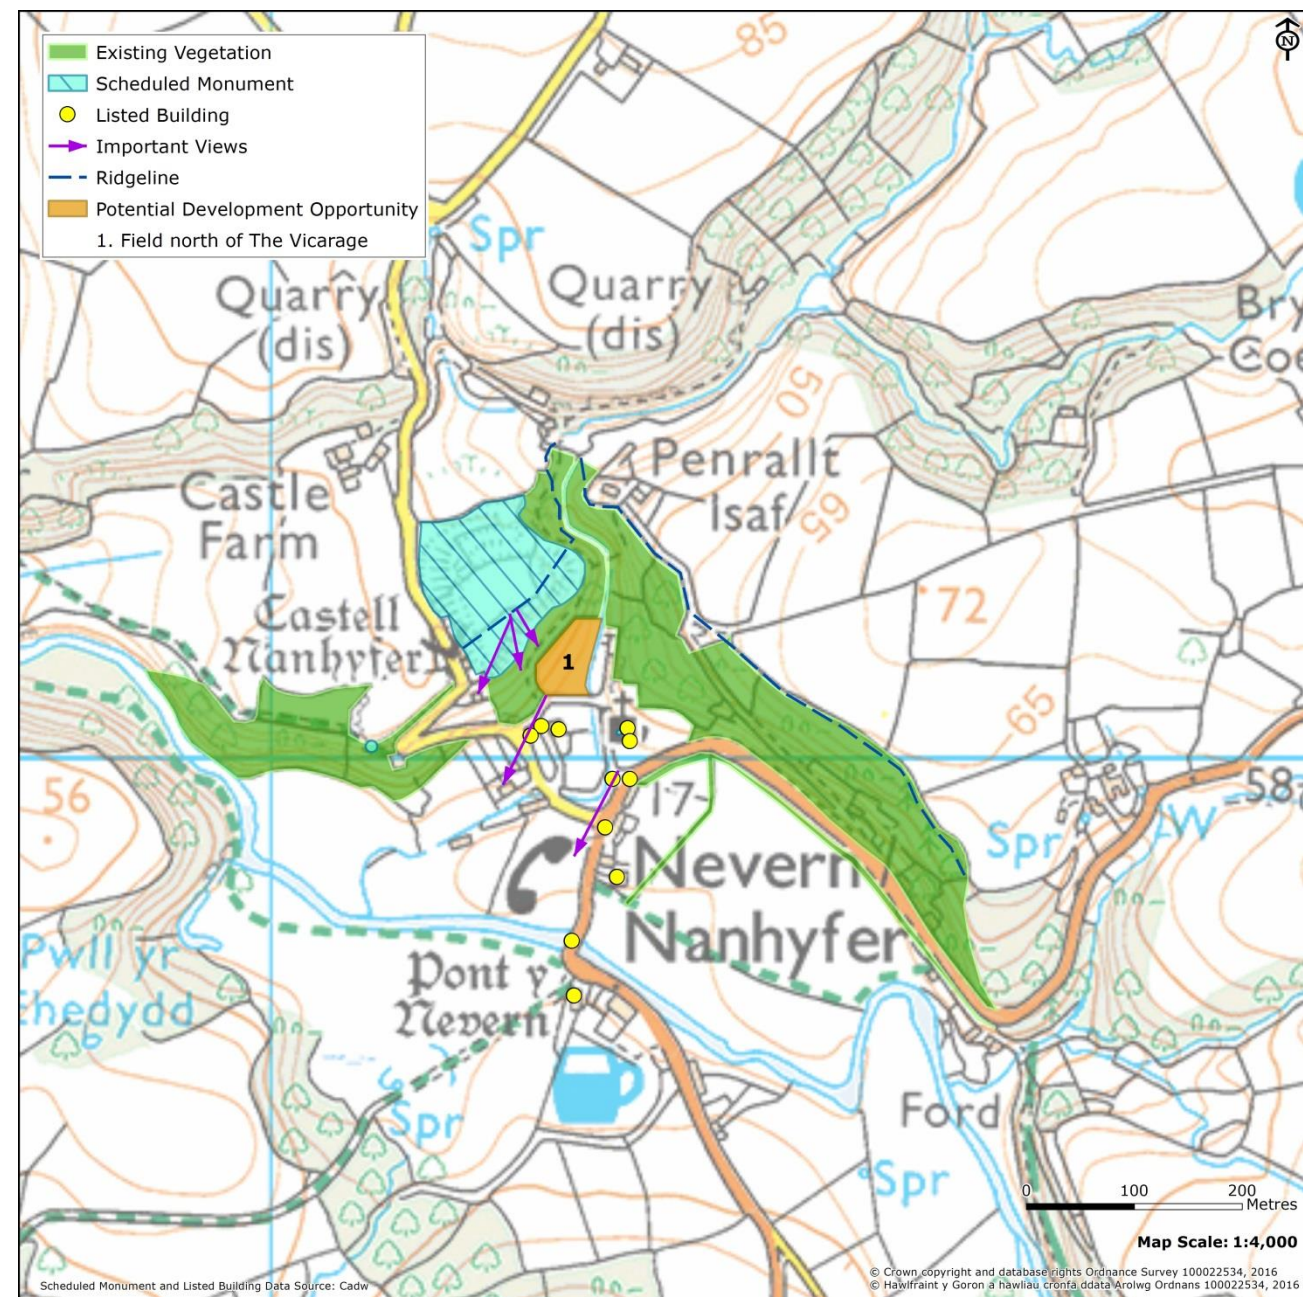 Existing Vegetation
Scheduled Monument
Listed Building
Important Views
Ridgeline
Potential Development Opportunity
1. Field north of The Vicarage
N
85
Spr
Quarry
(dis)
Quarry
(dis)
Bry
Coe
50
Penrallt
Isaf
65
Castle
Farm
72
Castell
Nanhyfer
1
65
56
17
58
Spr
W
Nevern /
Nanhyfer
Pwll yr
Ehedydd
Pont y
Nevern
Spr
Ford
Spr
0 100 200
Metres
Map Scale: 1:4,000
Scheduled Monument and Listed Building Data Source: Cadw
© Crown copyright and database rights Ordnance Survey 100022534, 2016
© Hawlfraint y Goron a hawliau cronfa ddata Arolwg Ordnans 100022534, 2016